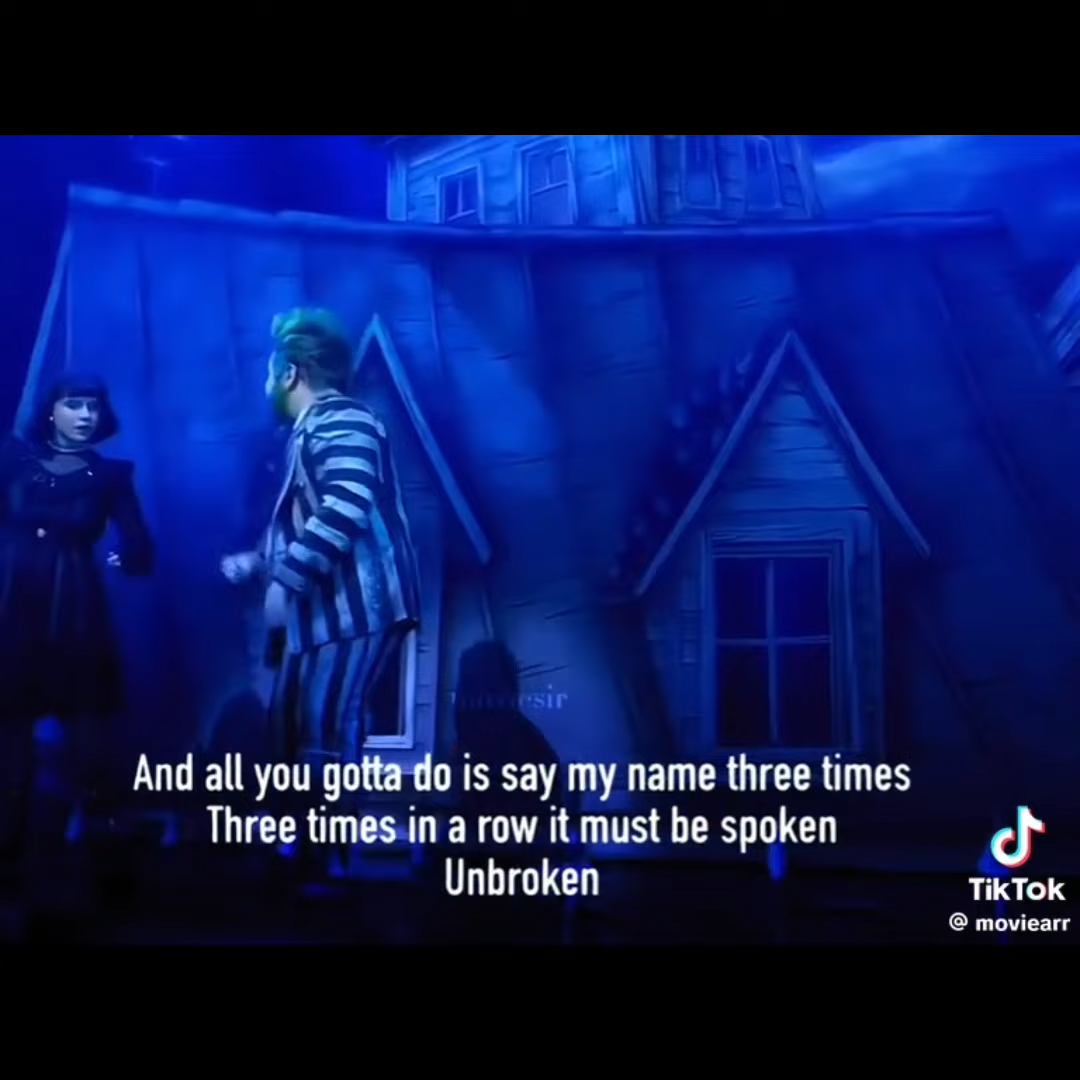 And all you gotta do is say my name three times
Three times in a row it must be spoken
Unbroken
TikTok
@ moviearr